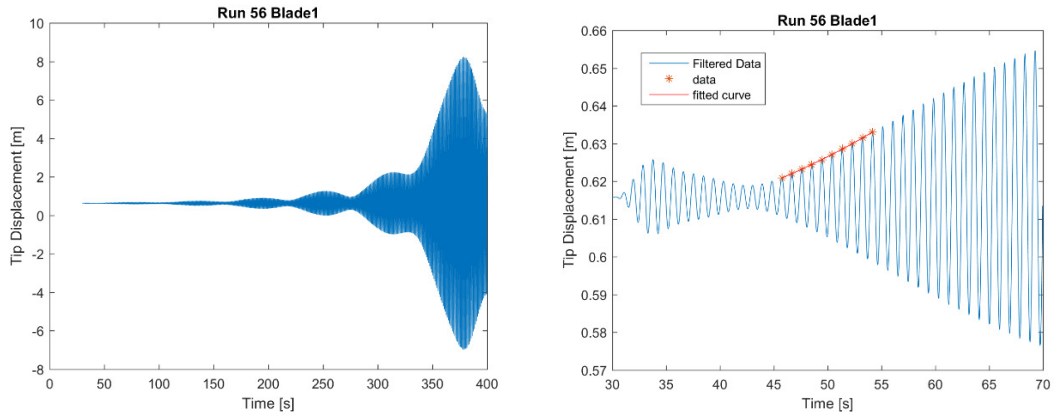 Run 56 Blade1
10
8
6
4
2
0
-2
-4
-6
-8
Tip Displacement [m]
0 50 100 150 200 250 300 350 400
Time [s]
Run 56 Blade1
0.66
0.65
0.64
0.63
0.62
0.61
0.6
0.59
0.58
0.57
Tip Displacement [m]
Filtered Data
data
fitted curve
30 35 40 45 50 55 60 65 70
Time [s]